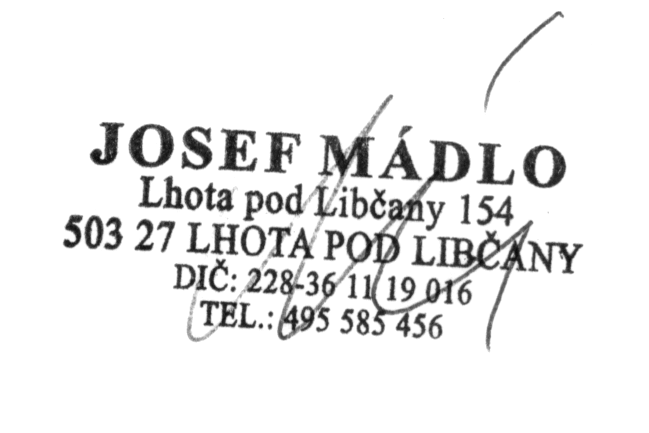 JOSEF MÁDLO
Lhota pod Libčany 154
503 27 LHOTA POD LIBČANY
DIČ: 228-36 11 19 016
TEL.: 495 585 456